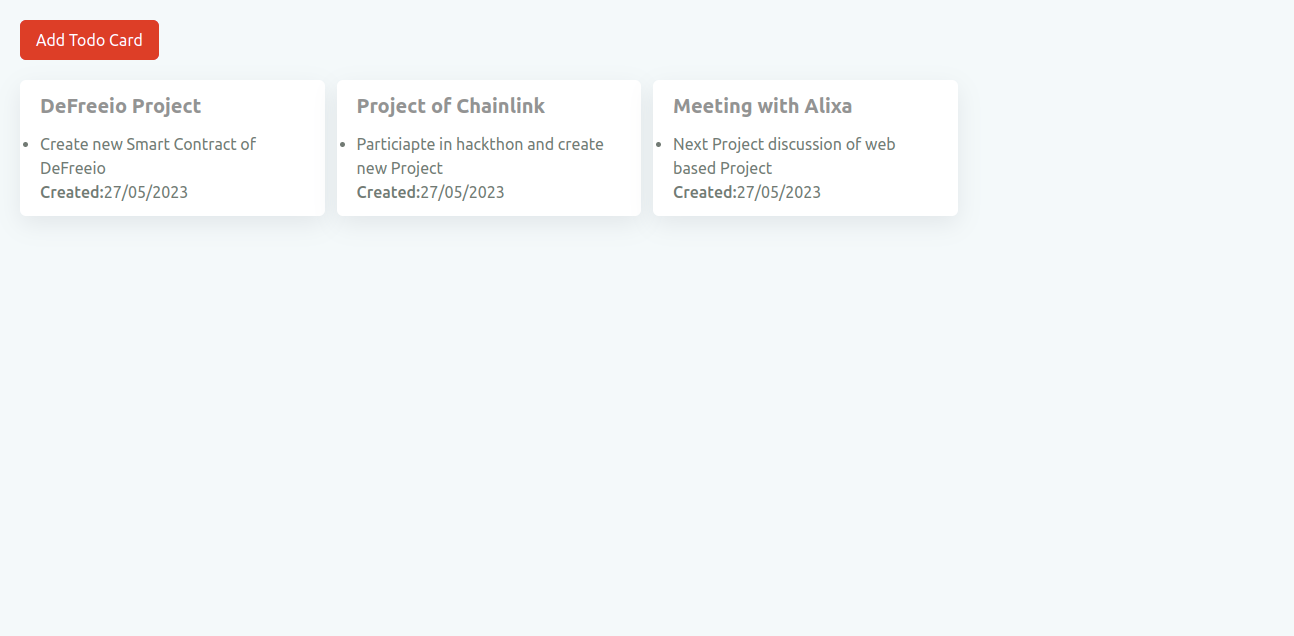 Add Todo Card
DeFreeio Project
Create new Smart Contract of
DeFreeio
Created:27/05/2023
Project of Chainlink
Particiapte in hackthon and create
new Project
Created:27/05/2023
Meeting with Alixa
Next Project discussion of web
based Project
Created:27/05/2023